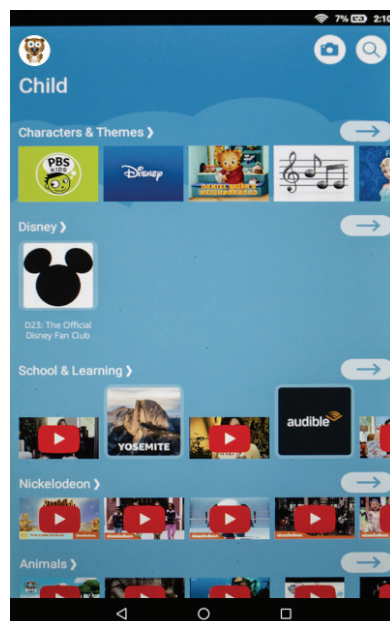 7% 2:10
Child
Characters & Themes ❯
PBS
KIDS
Disney
DANIEL TIGER'S
NEIGHBORHOOD
Disney ❯
D23: The Official
Disney Fan Club
School & Learning ❯
YOSEMITE
audible
Nickelodeon ❯
Animals ❯